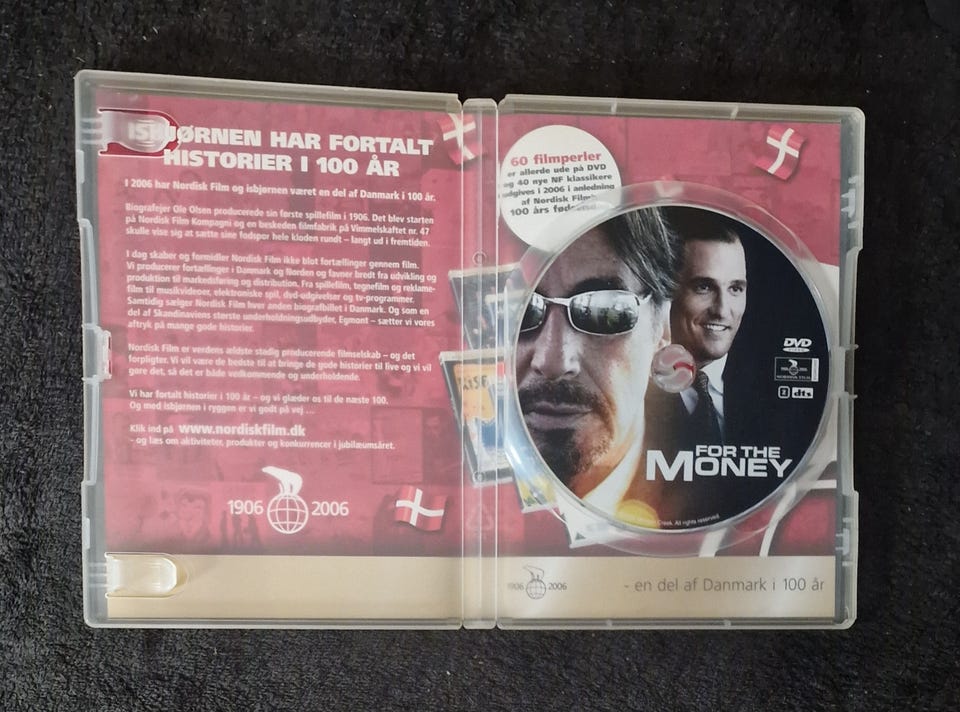 ISBJØRNEN HAR FORTALT
HISTORIER I 100 ÅR
I 2006 har Nordisk Film og isbjørnen været en del af Danmark i 100 år.
Biografejer Ole Olsen producerede sin første spillefilm i 1906. Det blev starten
på Nordisk Film Kompagni og en beskeden filmfabrik på Vimmelskaftet nr. 47
skulle vise sig at sætte sine fodspor hele kloden rundt – langt ud i fremtiden.
I dag skaber og formidler Nordisk Film ikke blot fortællinger gennem film.
Vi producerer fortællinger i Danmark og Norden og favner bredt fra udvikling og
produktion til markedsføring og distribution. Fra spillefilm, tegnefilm og reklame-
film til musikvideoer, elektroniske spil, dvd-udgivelser og tv-programmer.
Samtidig sælger Nordisk Film hver anden biografbillet i Danmark. Og som en
del af Skandinaviens største underholdningsudbyder, Egmont – sætter vi vores
aftryk på mange gode historier.
Nordisk Film er verdens ældste stadig producerende filmselskab – og det
forpligter. Vi vil være de bedste til at bringe de gode historier til live og vi vil
gøre det, så det er både vedkommende og underholdende.
Vi har fortalt historier i 100 år – og vi glæder os til de næste 100.
Og med isbjørnen i ryggen er vi godt på vej ...
Klik ind på www.nordiskfilm.dk
- og læs om aktiviteter, produkter og konkurrencer i jubilæumsåret.
1906 2006
60 filmperler
er allerede ude på DVD
og 40 nye NF klassikere
udgives i 2006 i anledning
af Nordisk Films
100 års
DVD
VIDEO
NORDISK FILM
2 dts
FOR THE
MONEY
Creek. All rights reserved.
1906 2006
- en del af Danmark i 100 år